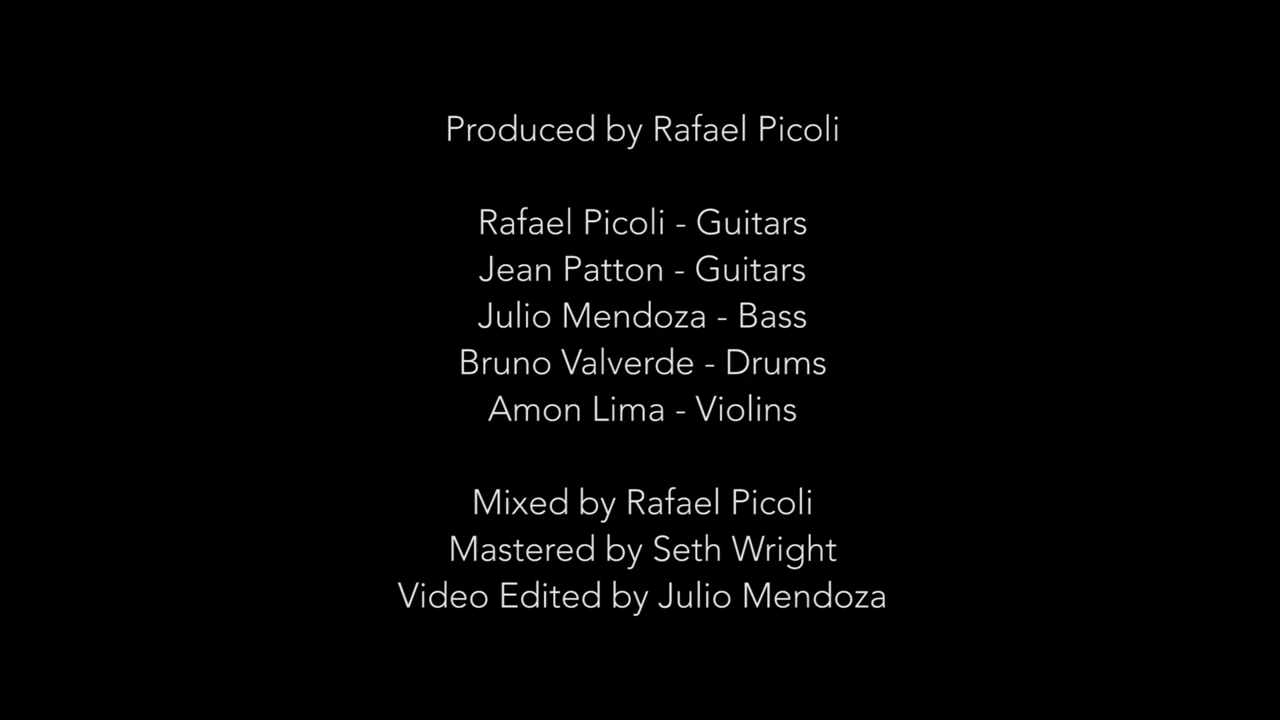 Produced by Rafael Picoli
Rafael Picoli - Guitars
Jean Patton - Guitars
Julio Mendoza - Bass
Bruno Valverde - Drums
Amon Lima - Violins
Mixed by Rafael Picoli
Mastered by Seth Wright
Video Edited by Julio Mendoza